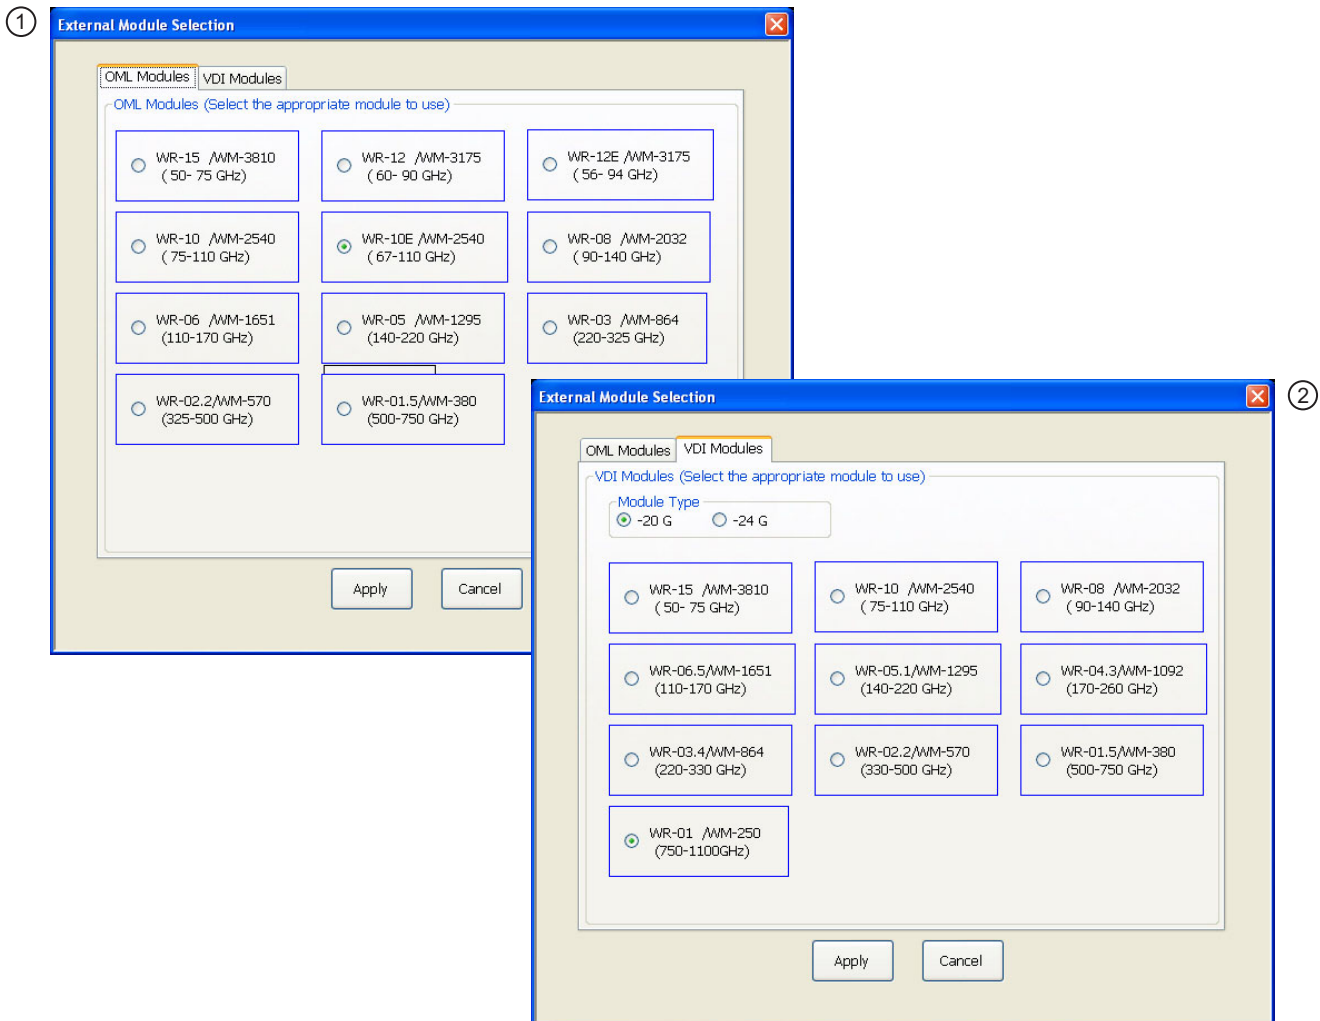 1
External Module Selection
OML Modules VDI Modules
OML Modules (Select the appropriate module to use)
WR-15 /WM-3810
( 50- 75 GHz)
WR-12 /WM-3175
( 60- 90 GHz)
WR-12E /WM-3175
( 56- 94 GHz)
WR-10 /WM-2540
( 75-110 GHz)
WR-10E /WM-2540
( 67-110 GHz)
WR-08 /WM-2032
( 90-140 GHz)
WR-06 /WM-1651
(110-170 GHz)
WR-05 /WM-1295
(140-220 GHz)
WR-03 /WM-864
(220-325 GHz)
WR-02.2/WM-570
(325-500 GHz)
WR-01.5/WM-380
(500-750 GHz)
Apply
Cancel
2
External Module Selection
OML Modules VDI Modules
VDI Modules (Select the appropriate module to use)
Module Type
-20 G -24 G
WR-15 /WM-3810
( 50- 75 GHz)
WR-10 /WM-2540
( 75-110 GHz)
WR-08 /WM-2032
( 90-140 GHz)
WR-06.5/WM-1651
(110-170 GHz)
WR-05.1/WM-1295
(140-220 GHz)
WR-04.3/WM-1092
(170-260 GHz)
WR-03.4/WM-864
(220-330 GHz)
WR-02.2/WM-570
(330-500 GHz)
WR-01.5/WM-380
(500-750 GHz)
WR-01 /WM-250
(750-1100GHz)
Apply
Cancel